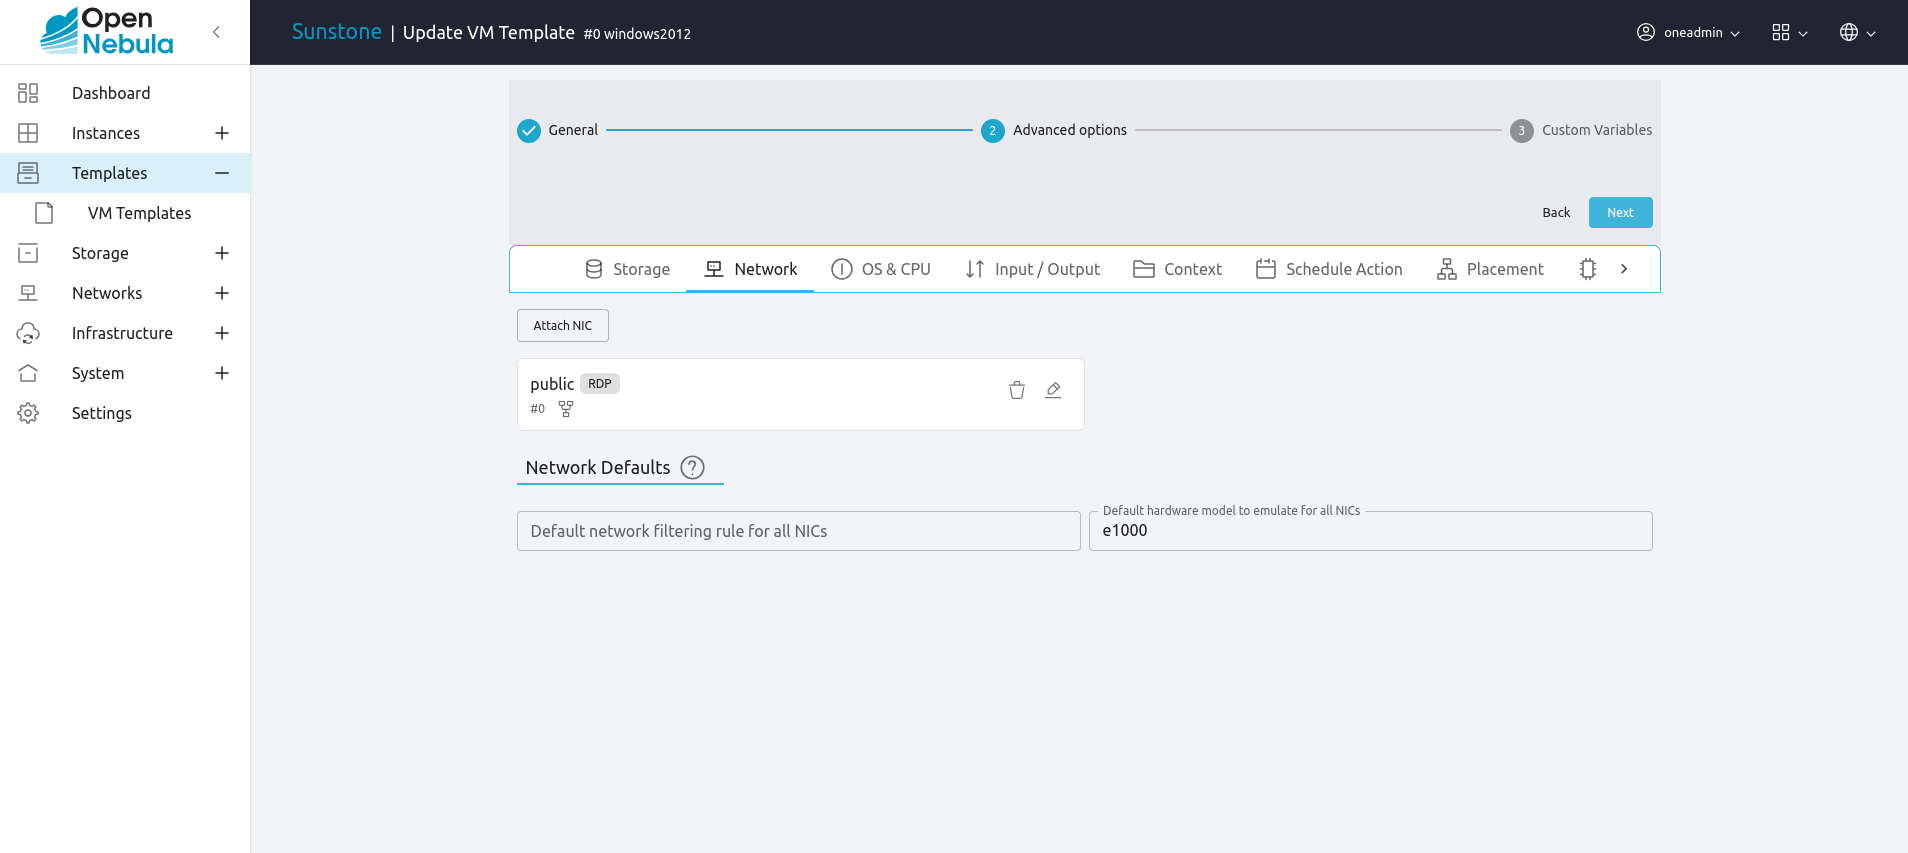 Open
Nebula
Sunstone | Update VM Template #0 windows2012
oneadmin
Dashboard
Instances
Templates
VM Templates
Storage
Networks
Infrastructure
System
Settings
General
2 Advanced options
3 Custom Variables
Back
Next
Storage
Network
OS & CPU
Input / Output
Context
Schedule Action
Placement
Attach NIC
public RDP
#0
Network Defaults ?
Default network filtering rule for all NICs
Default hardware model to emulate for all NICs
e1000